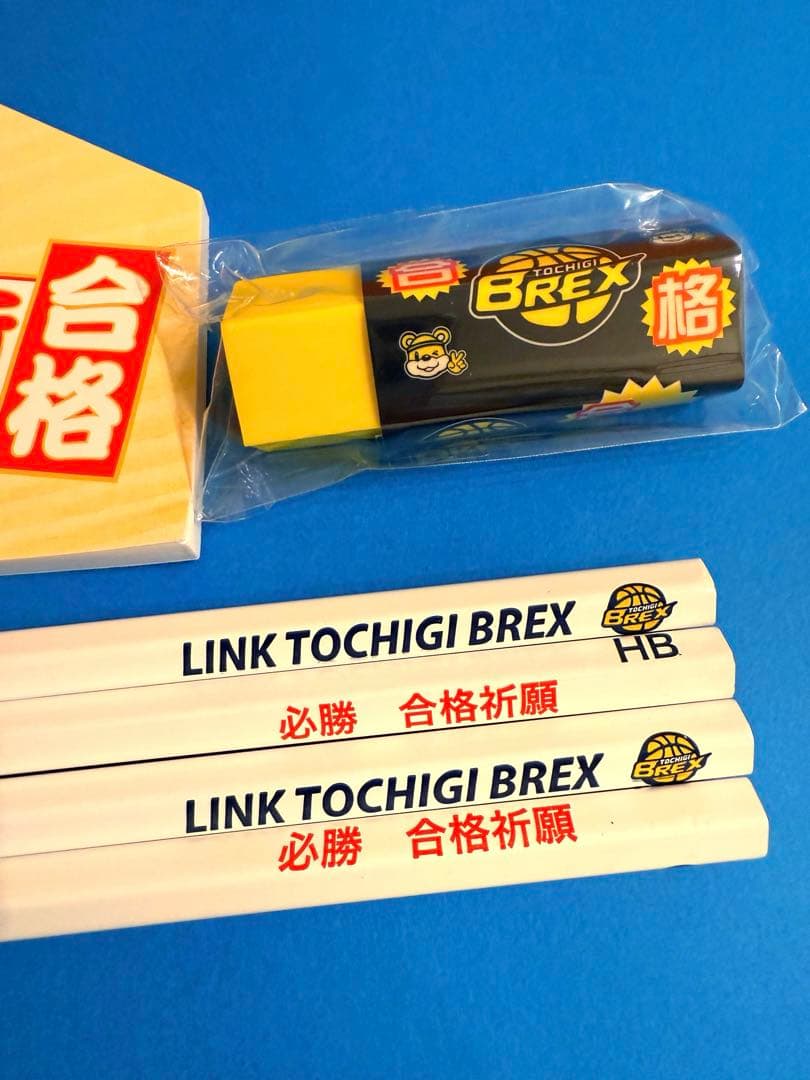 合格
合
TOCHIGI
BREX
格
LINK TOCHIGI BREX
TOCHIGI
BREX
HB
必勝 合格祈願
LINK TOCHIGI BREX
TOCHIGI
BREX
必勝 合格祈願